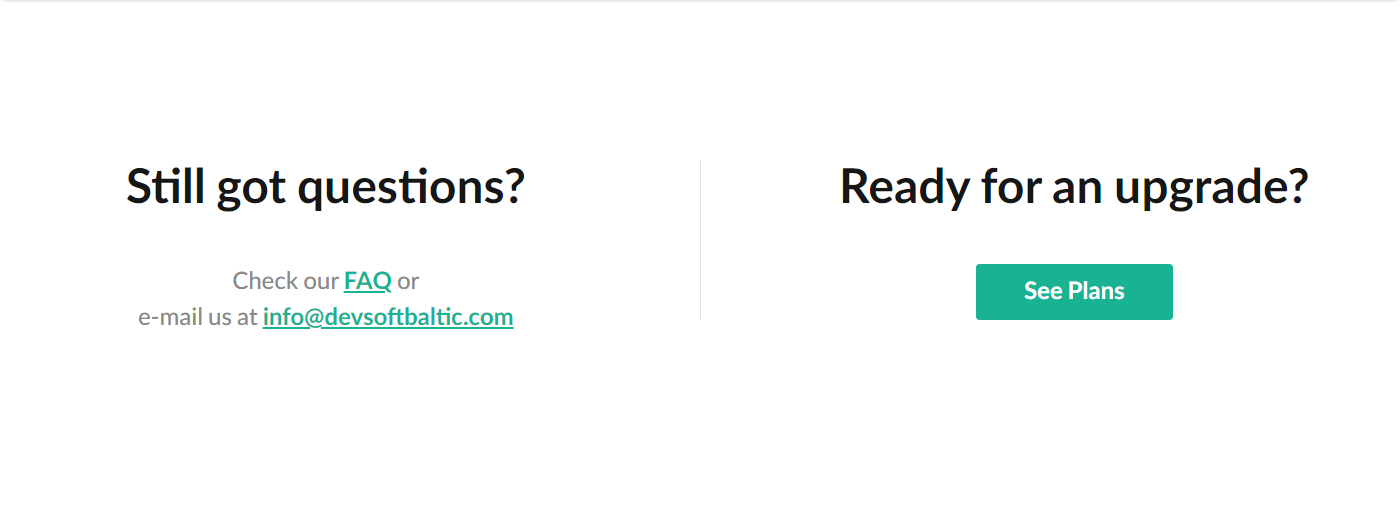 Still got questions?
Check our FAQ or
e-mail us at info@devsoftbaltic.com
Ready for an upgrade?
See Plans